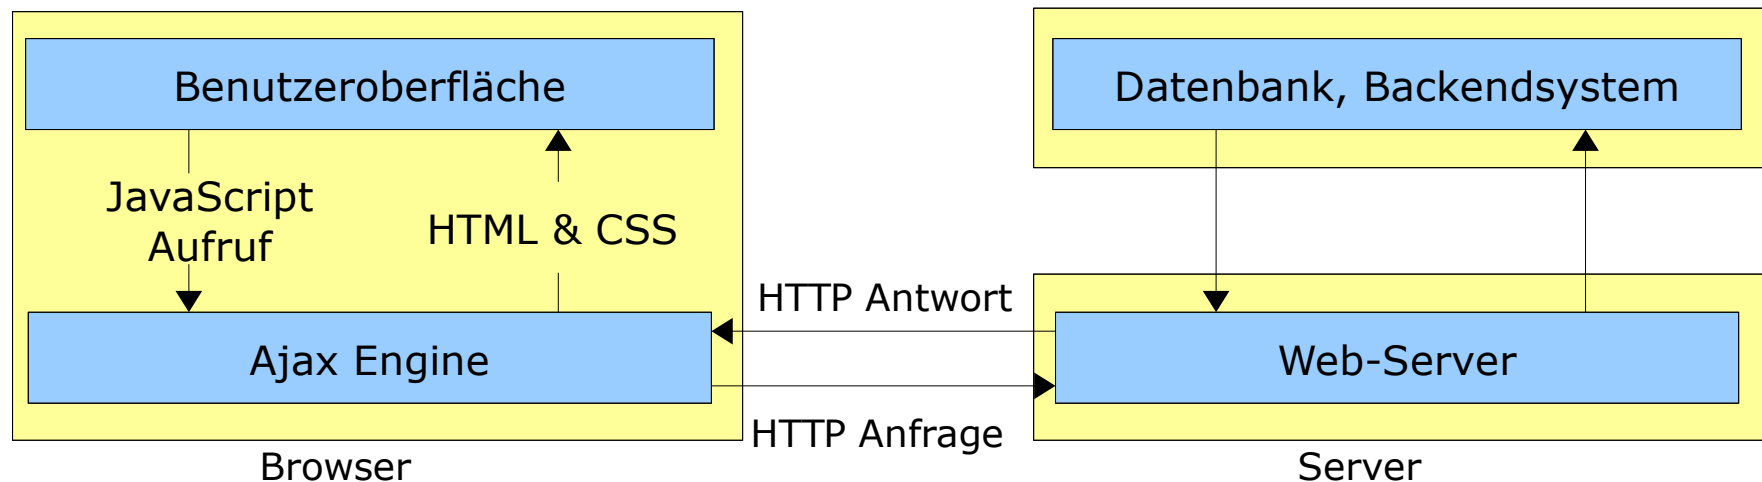 Benutzeroberfläche
Datenbank, Backendsystem
JavaScript
Aufruf
HTML & CSS
HTTP Antwort
Ajax Engine
Web-Server
HTTP Anfrage
Browser
Server